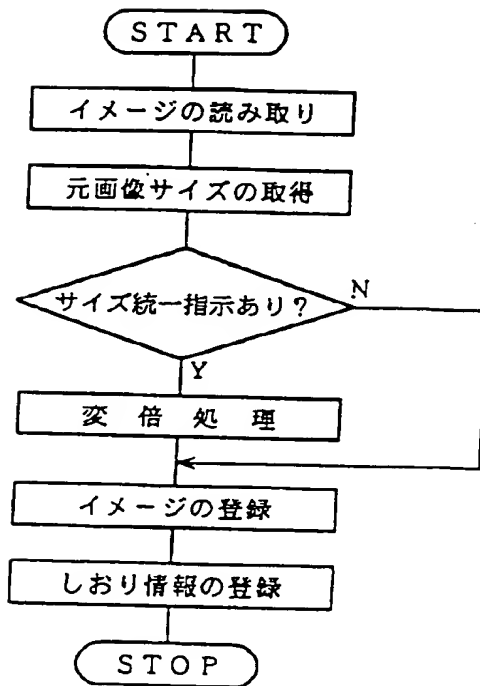 START
イメージの読み取り
元画像サイズの取得
サイズ統一指示あり?
N
Y
変倍処理
イメージの登録
しおり情報の登録
STOP